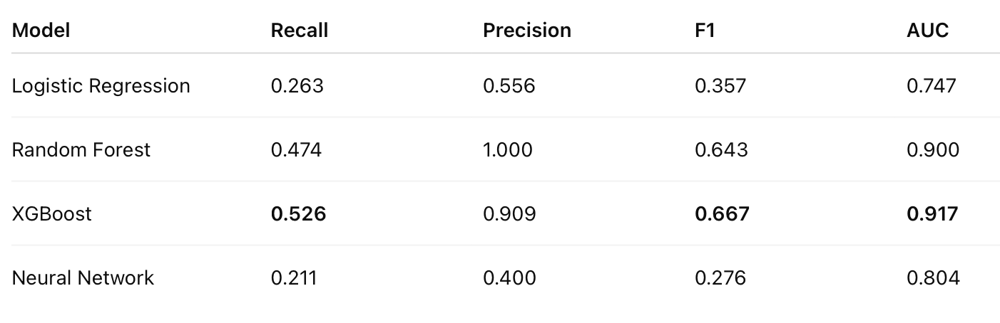 Model Recall Precision F1 AUC
Logistic Regression 0.263 0.556 0.357 0.747
Random Forest 0.474 1.000 0.643 0.900
XGBoost 0.526 0.909 0.667 0.917
Neural Network 0.211 0.400 0.276 0.804